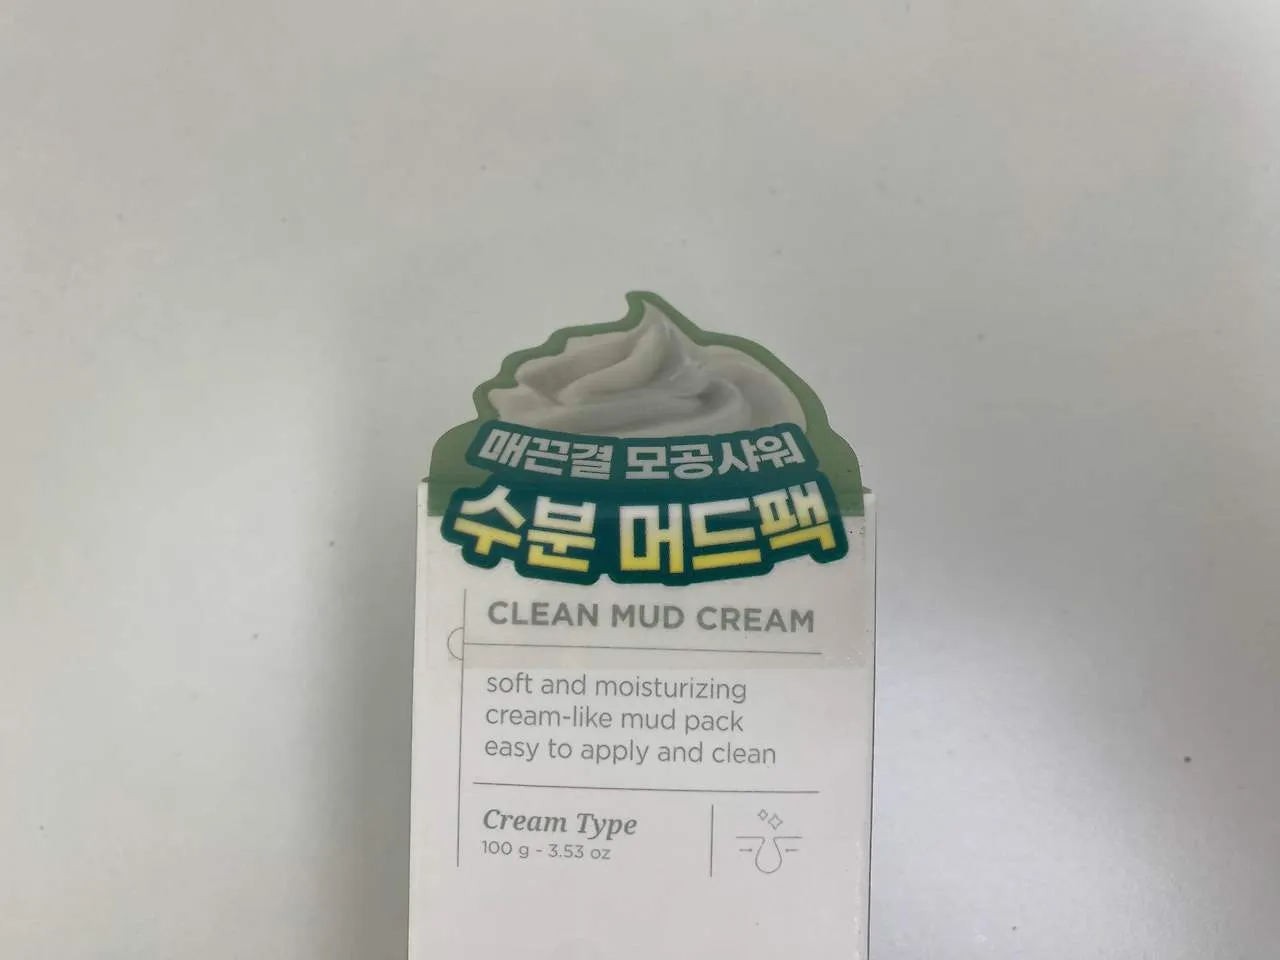 매끈결 모공샤워
수분 머드팩
CLEAN MUD CREAM
soft and moisturizing
cream-like mud pack
easy to apply and clean
Cream Type
100 g - 3.53 oz